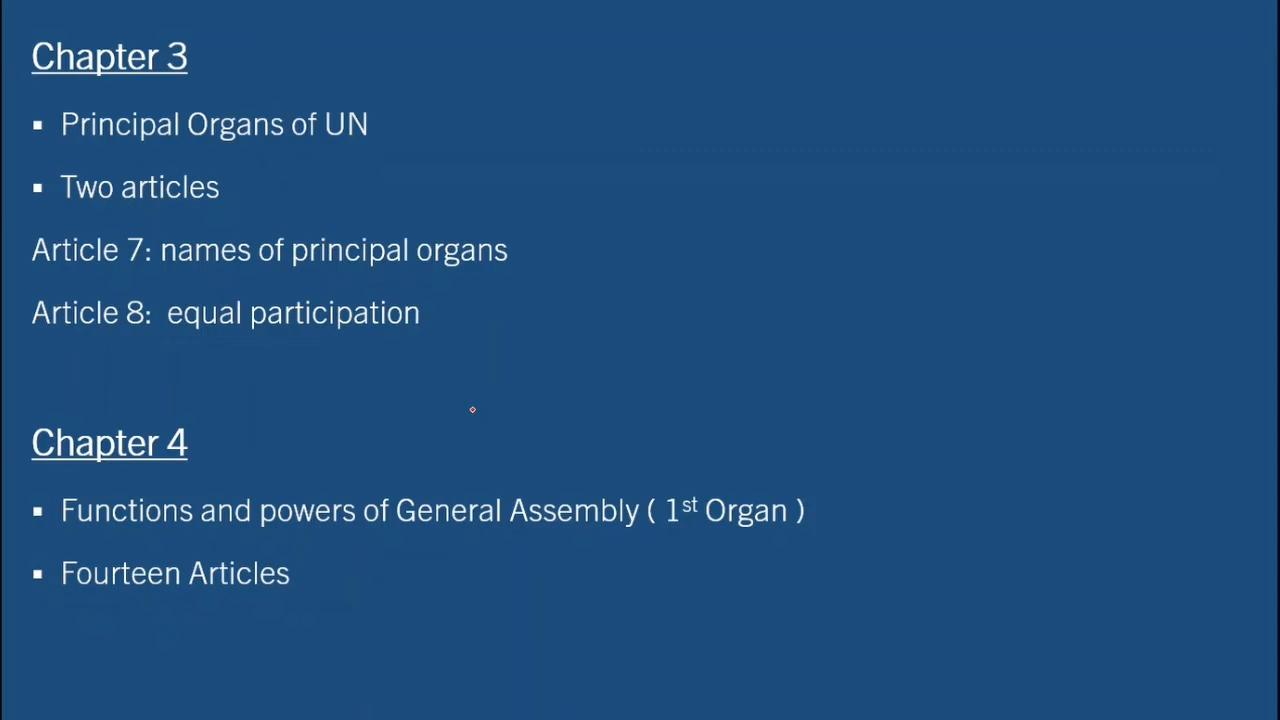 Chapter 3
▪ Principal Organs of UN
▪ Two articles
Article 7: names of principal organs
Article 8:  equal participation
Chapter 4
▪ Functions and powers of General Assembly ( 1st Organ )
▪ Fourteen Articles